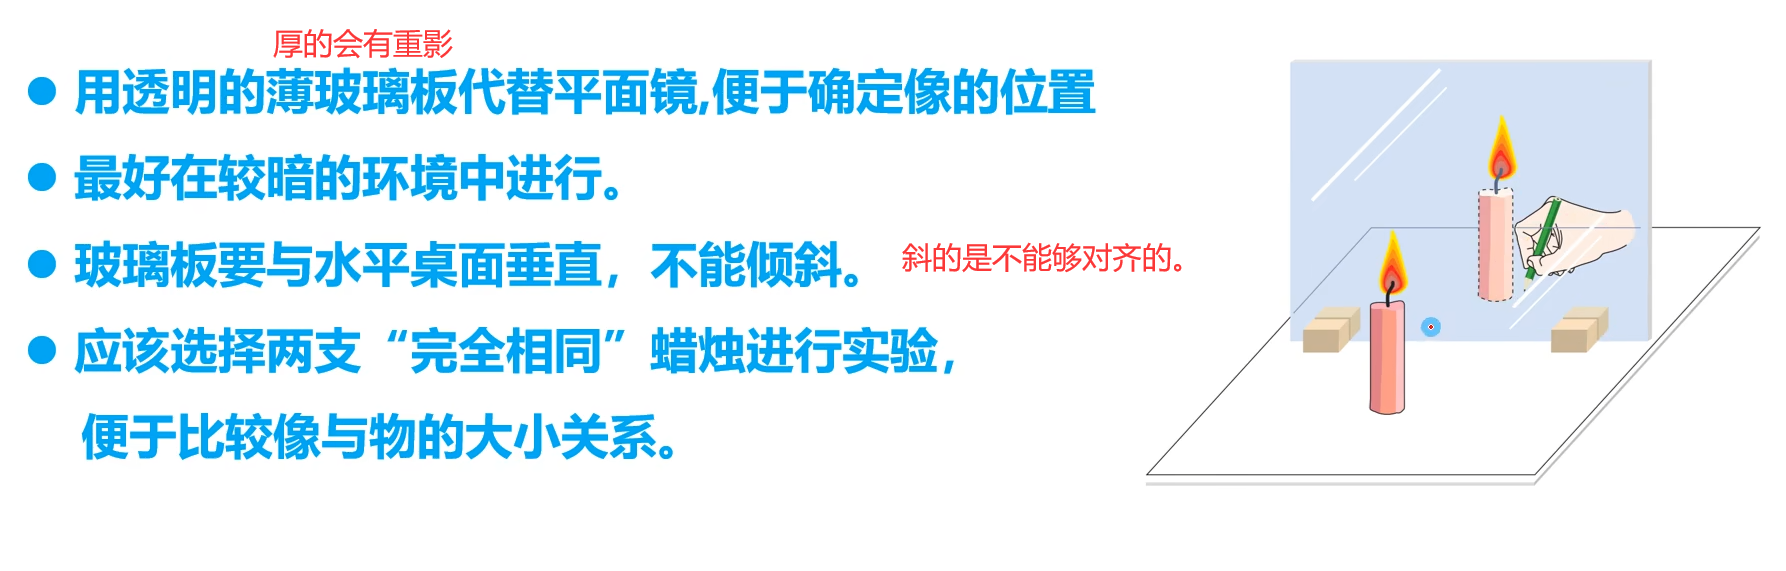 厚的会有重影
● 用透明的薄玻璃板代替平面镜,便于确定像的位置
● 最好在较暗的环境中进行。
● 玻璃板要与水平桌面垂直，不能倾斜。
斜的是不能够对齐的。
● 应该选择两支“完全相同”蜡烛进行实验，
便于比较像与物的大小关系。